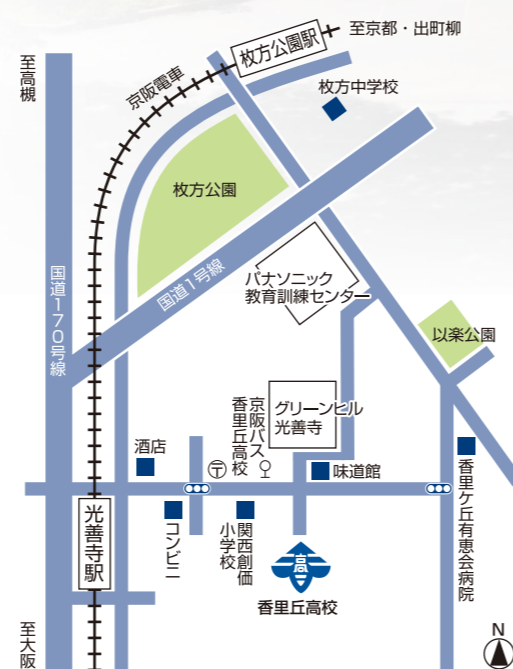 至京都・出町柳
枚方公園駅
京阪電車
至高槻
枚方中学校
枚方公園
国道1号線
国道170号線
パナソニック
教育訓練センター
以楽公園
グリーンヒル
光善寺
京阪バス
香里丘高校
酒店
〒
味道館
光善寺駅
コンビニ
関西創価
小学校
香里ケ丘有恵会病院
高
香里丘高校
至大阪
N